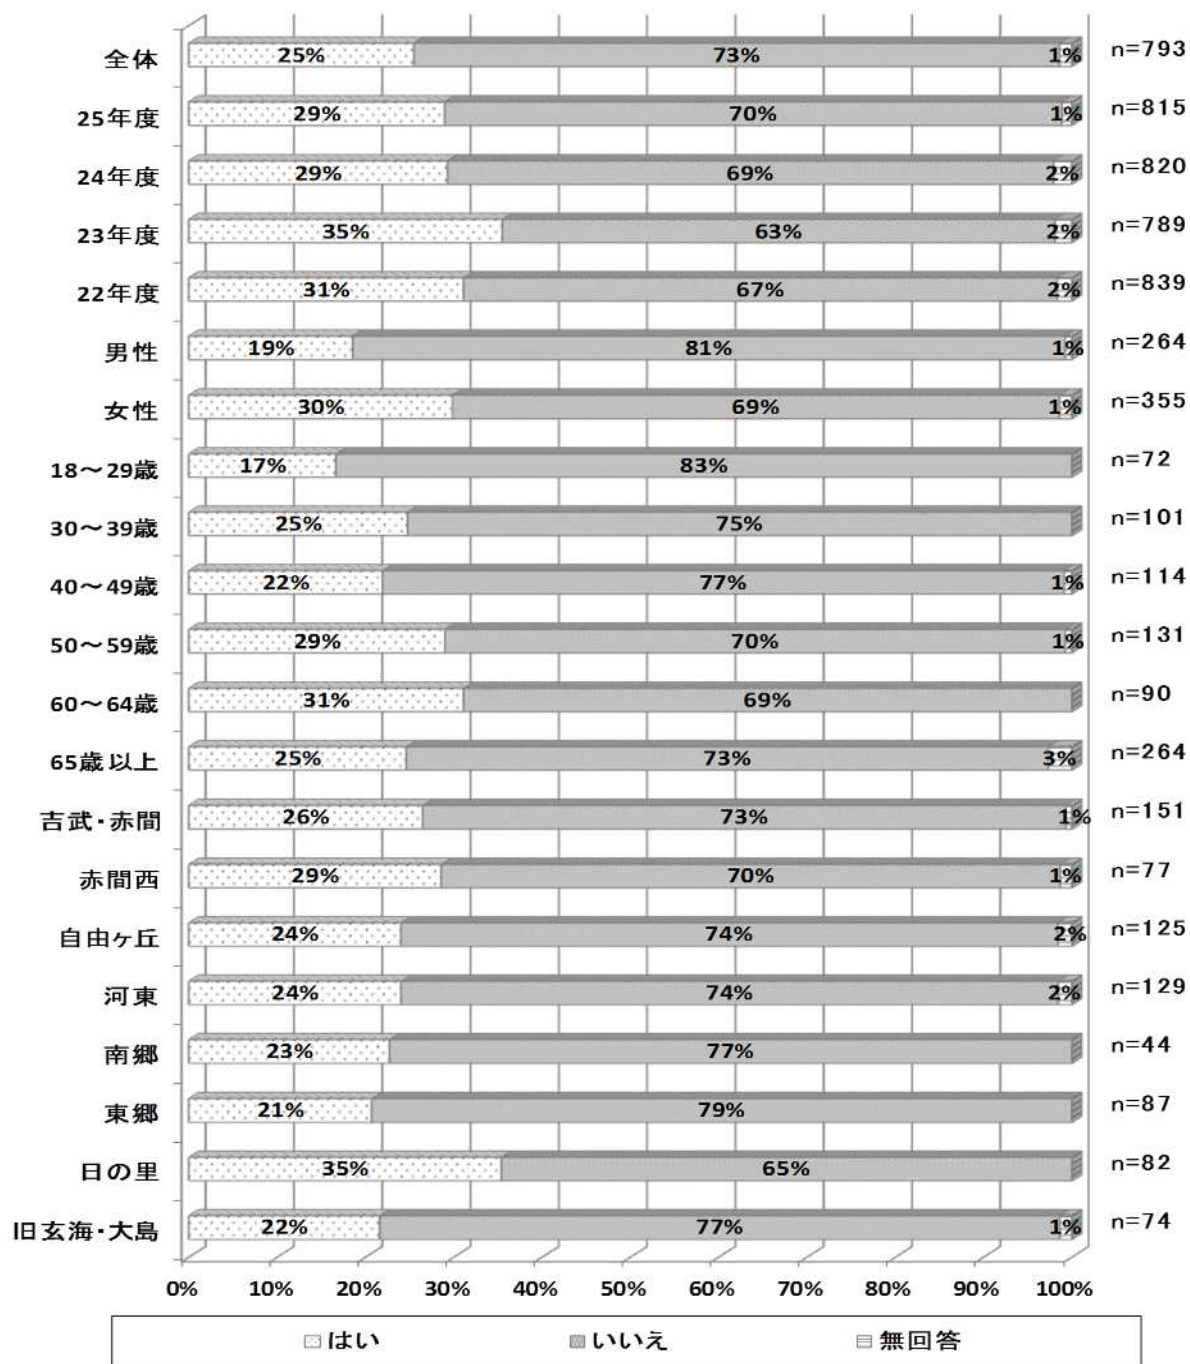 全体 25% 73% 1% n=793
25年度 29% 70% 1% n=815
24年度 29% 69% 2% n=820
23年度 35% 63% 2% n=789
22年度 31% 67% 2% n=839
男性 19% 81% 1% n=264
女性 30% 69% 1% n=355
18〜29歳 17% 83% n=72
30〜39歳 25% 75% n=101
40〜49歳 22% 77% 1% n=114
50〜59歳 29% 70% 1% n=131
60〜64歳 31% 69% n=90
65歳以上 25% 73% 3% n=264
吉武・赤間 26% 73% 1% n=151
赤間西 29% 70% 1% n=77
自由ヶ丘 24% 74% 2% n=125
河東 24% 74% 2% n=129
南郷 23% 77% n=44
東郷 21% 79% n=87
日の里 35% 65% n=82
旧玄海・大島 22% 77% 1% n=74
0% 10% 20% 30% 40% 50% 60% 70% 80% 90% 100%
はい いいえ 無回答